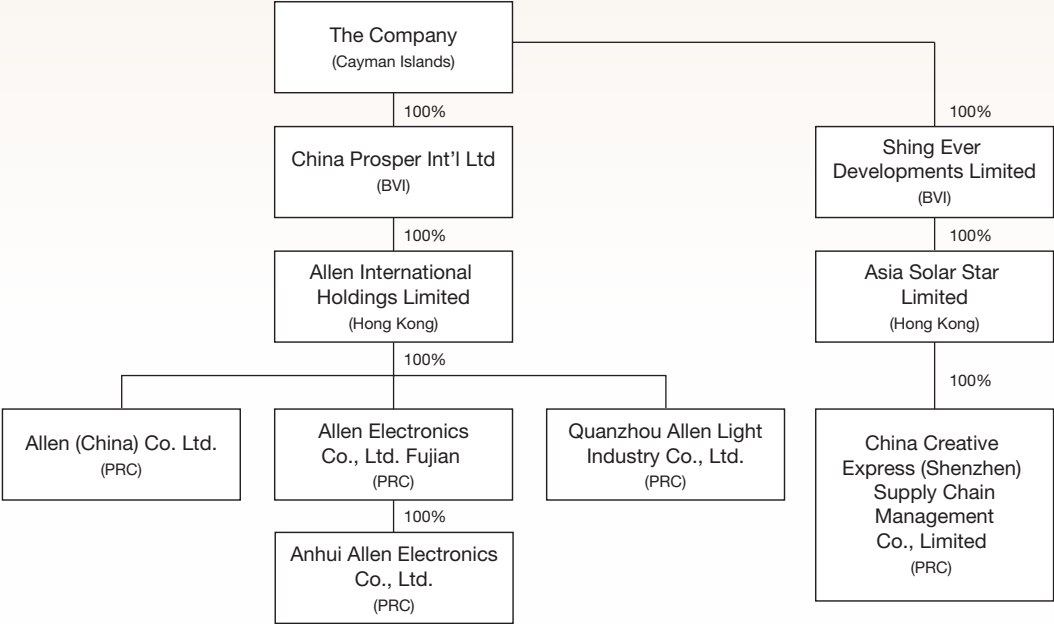 The Company
(Cayman Islands)
100%
100%
China Prosper Int’l Ltd
(BVI)
Shing Ever
Developments Limited
(BVI)
100%
100%
Allen International
Holdings Limited
(Hong Kong)
Asia Solar Star
Limited
(Hong Kong)
100%
100%
Allen (China) Co. Ltd.
(PRC)
Allen Electronics
Co., Ltd. Fujian
(PRC)
Quanzhou Allen Light
Industry Co., Ltd.
(PRC)
China Creative
Express (Shenzhen)
Supply Chain
Management
Co., Limited
(PRC)
100%
Anhui Allen Electronics
Co., Ltd.
(PRC)